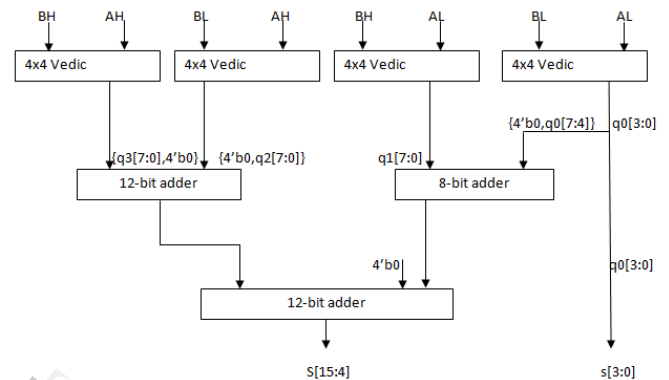 BH AH BL AH BH AL BL AL
4x4 Vedic 4x4 Vedic 4x4 Vedic 4x4 Vedic
{4'b0,q0[7:4]} q0[3:0]
{q3[7:0],4'b0} {4'b0,q2[7:0]} q1[7:0]
12-bit adder 8-bit adder
4'b0 q0[3:0]
12-bit adder
S[15:4] s[3:0]